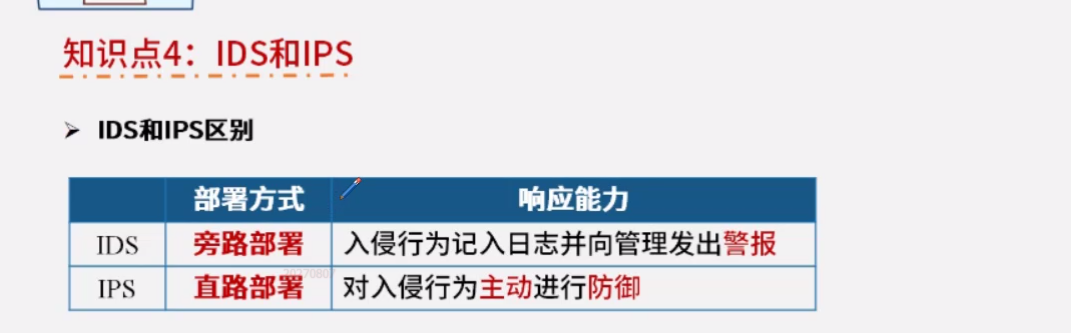 知识点4：IDS和IPS
➢ IDS和IPS区别
部署方式 响应能力
IDS 旁路部署 入侵行为记入日志并向管理发出警报
IPS 直路部署 对入侵行为主动进行防御